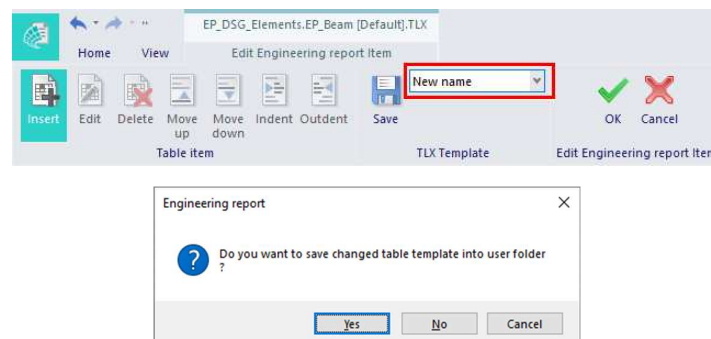 EP_DSG_Elements.EP_Beam [Default].TLX
Home View Edit Engineering report Item
New name
Insert Edit Delete Move up Move down Indent Outdent Save OK Cancel
Table item TLX Template Edit Engineering report Iter
Engineering report
Do you want to save changed table template into user folder
?
Yes No Cancel